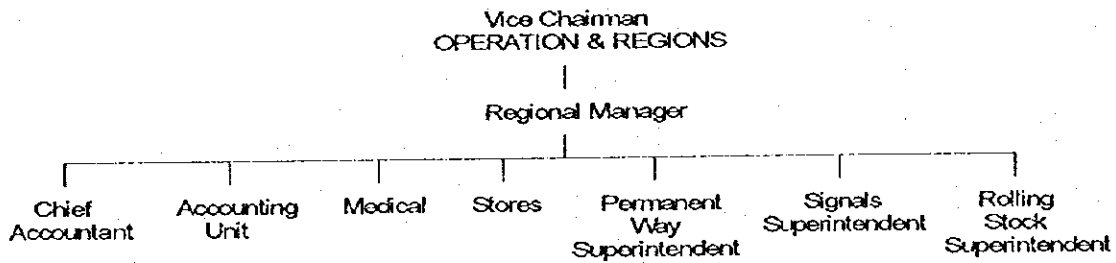 Vice Chairman
OPERATION & REGIONS
Regional Manager
Chief
Accountant
Accounting
Unit
Medical
Stores
Permanent
Way
Suporintendent
Signals
Superintendent
Rolling
Stock
Superintendent